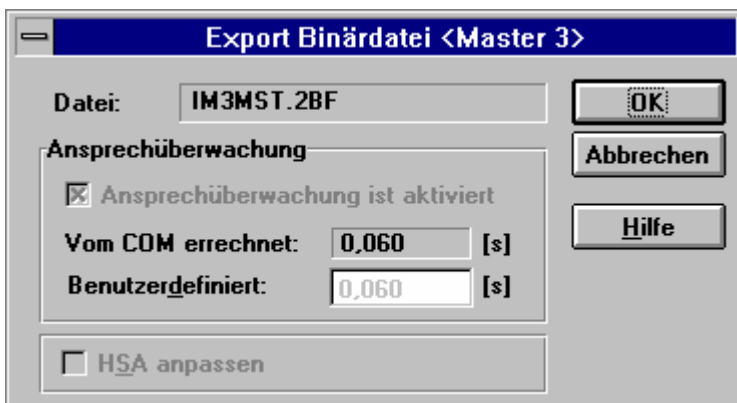 Export Binärdatei <Master 3>
Datei: IM3MST.2BF
OK
Ansprechüberwachung
Abbrechen
Ansprechüberwachung ist aktiviert
Hilfe
Vom COM errechnet: 0,060 [s]
Benutzerdefiniert: 0,060 [s]
HSA anpassen